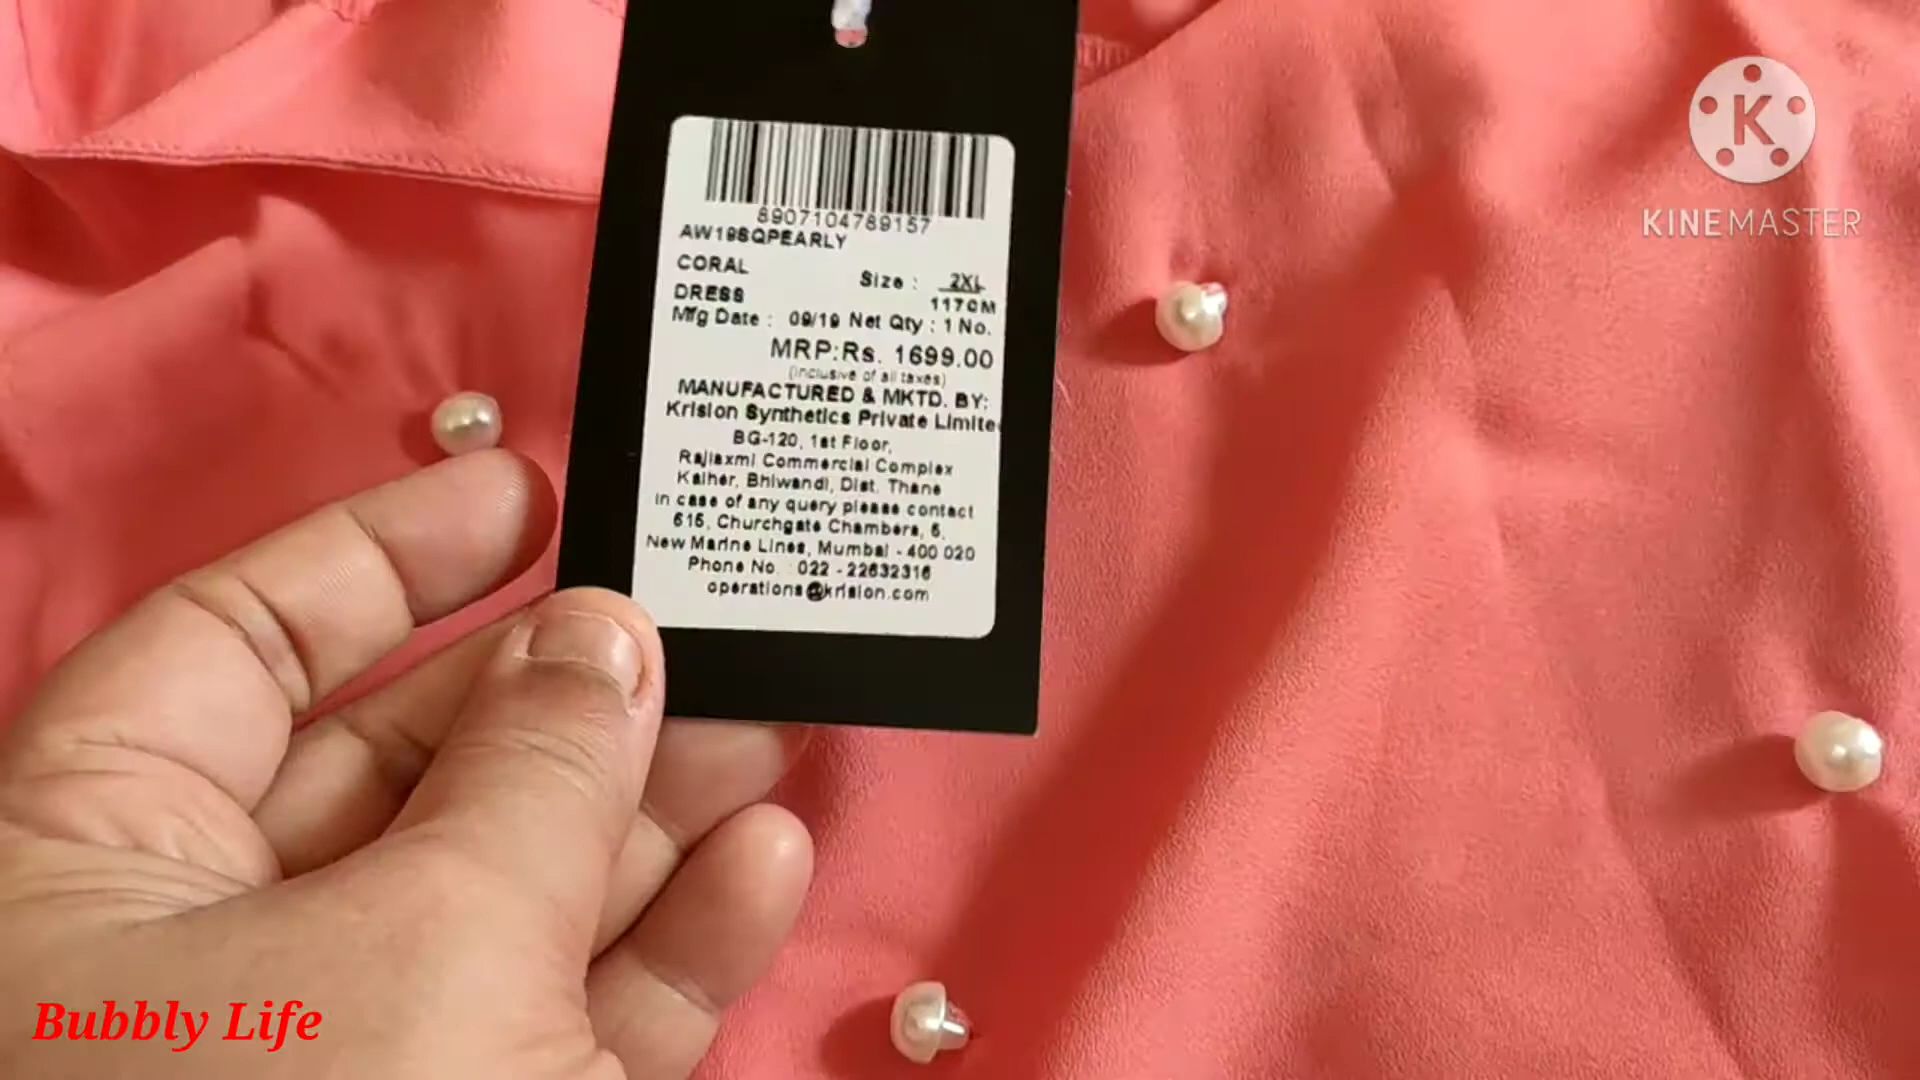 8907104789157
AW19SQPEARLY
CORAL
Size : 2XL
DRESS
117CM
Mfg Date : 09/19 Net Qty : 1 No.
MRP:Rs. 1699.00
(inclusive of all taxes)
MANUFACTURED & MKTD. BY:
Krislon Synthetics Private Limite
BG-120, 1st Floor,
Rajlaxmi Commercial Complex
Kalher, Bhiwandi, Dist. Thane
In case of any query please contact
515, Churchgate Chambers, 5,
New Marine Lines, Mumbai - 400 020
Phone No. : 022 - 22632316
operations@krislon.com
K
KINEMASTER
Bubbly Life